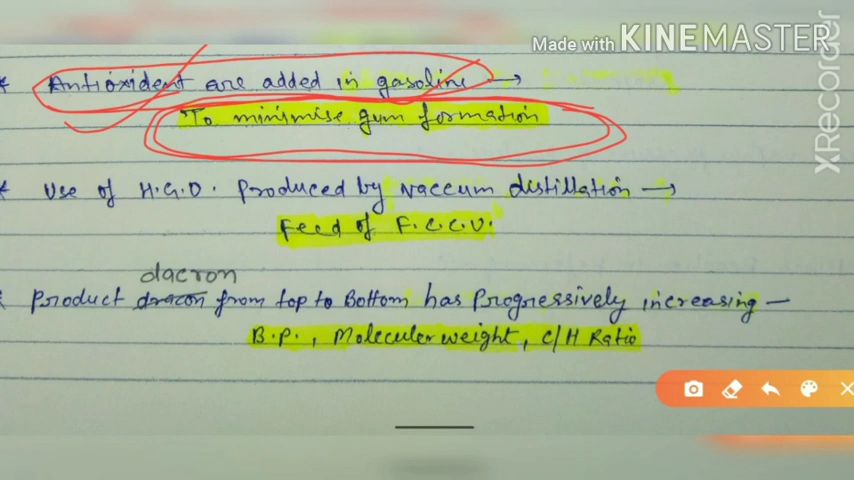 Made with KINEMASTER
XRecorder
* Antioxident are added in gasoline →
To minimise gum formation
* Use of H.G.O. Produced by Vaccum distillation →
Feed of F.C.C.U.
dacron
* Product dracon from top to Bottom has Progressively increasing —
B.P., Moleculer weight, C/H Ratio